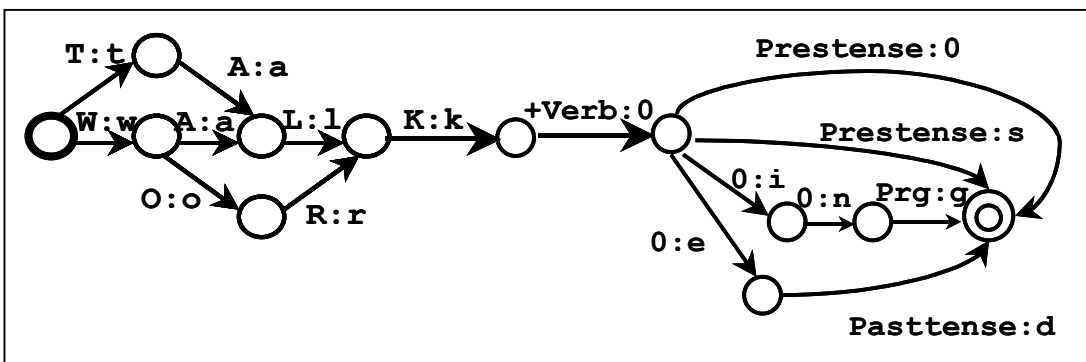 Prestense:0
T:t
A:a
+Verb:0
W:w
A:a
L:l
K:k
Prestense:s
0:i
0:n
Prg:g
O:o
R:r
0:e
Pasttense:d